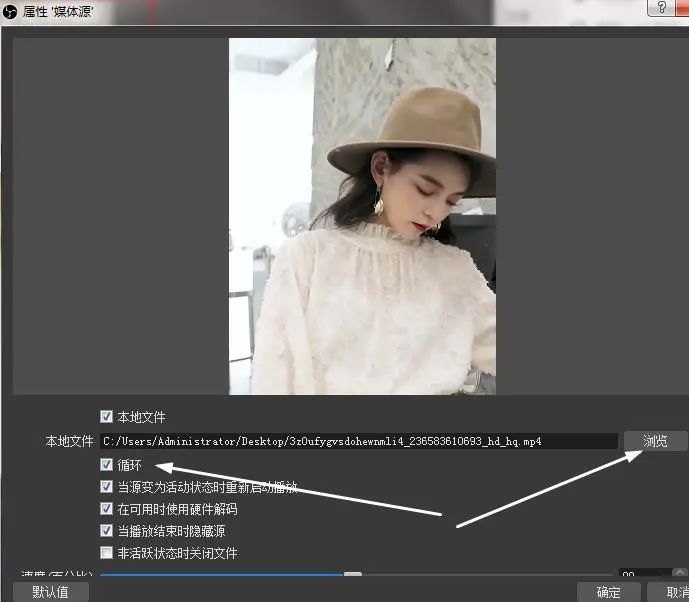 属性 '媒体源'
本地文件
本地文件 C:/Users/Administrator/Desktop/3z0ufygvsdohewnmli4_236583610693_hd_hq.mp4 浏览
循环
当源变为活动状态时重新启动播放
在可用时使用硬件解码
当播放结束时隐藏源
非活跃状态时关闭文件
速度(百分比)
默认值 确定 取消